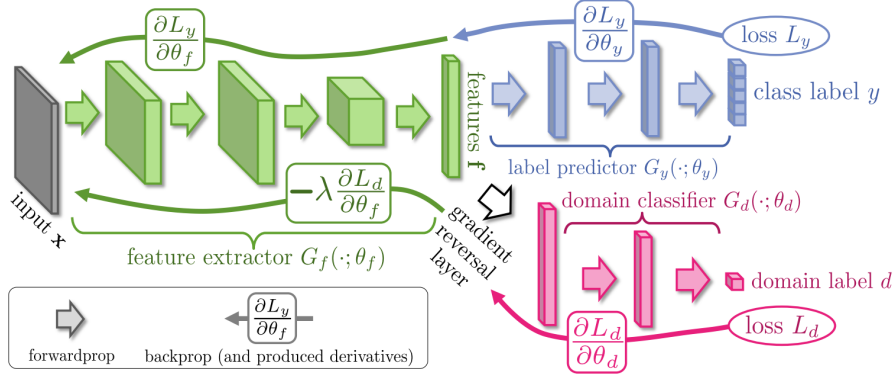 ∂L_y/∂θ_f
∂L_y/∂θ_y
loss L_y
features f
class label y
label predictor G_y(·; θ_y)
−λ ∂L_d/∂θ_f
input x
feature extractor G_f(·; θ_f)
gradient
reversal
layer
domain classifier G_d(·; θ_d)
domain label d
∂L_d/∂θ_d
loss L_d
∂L_y/∂θ_f
forwardprop
backprop (and produced derivatives)